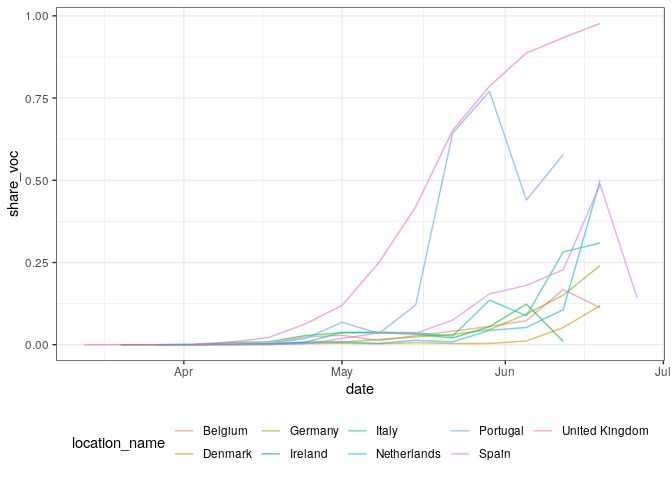 1.00
0.75
0.50
0.25
0.00
share_voc
Apr May Jun Jul
date
location_name
Belgium Germany Italy Portugal United Kingdom
Denmark Ireland Netherlands Spain